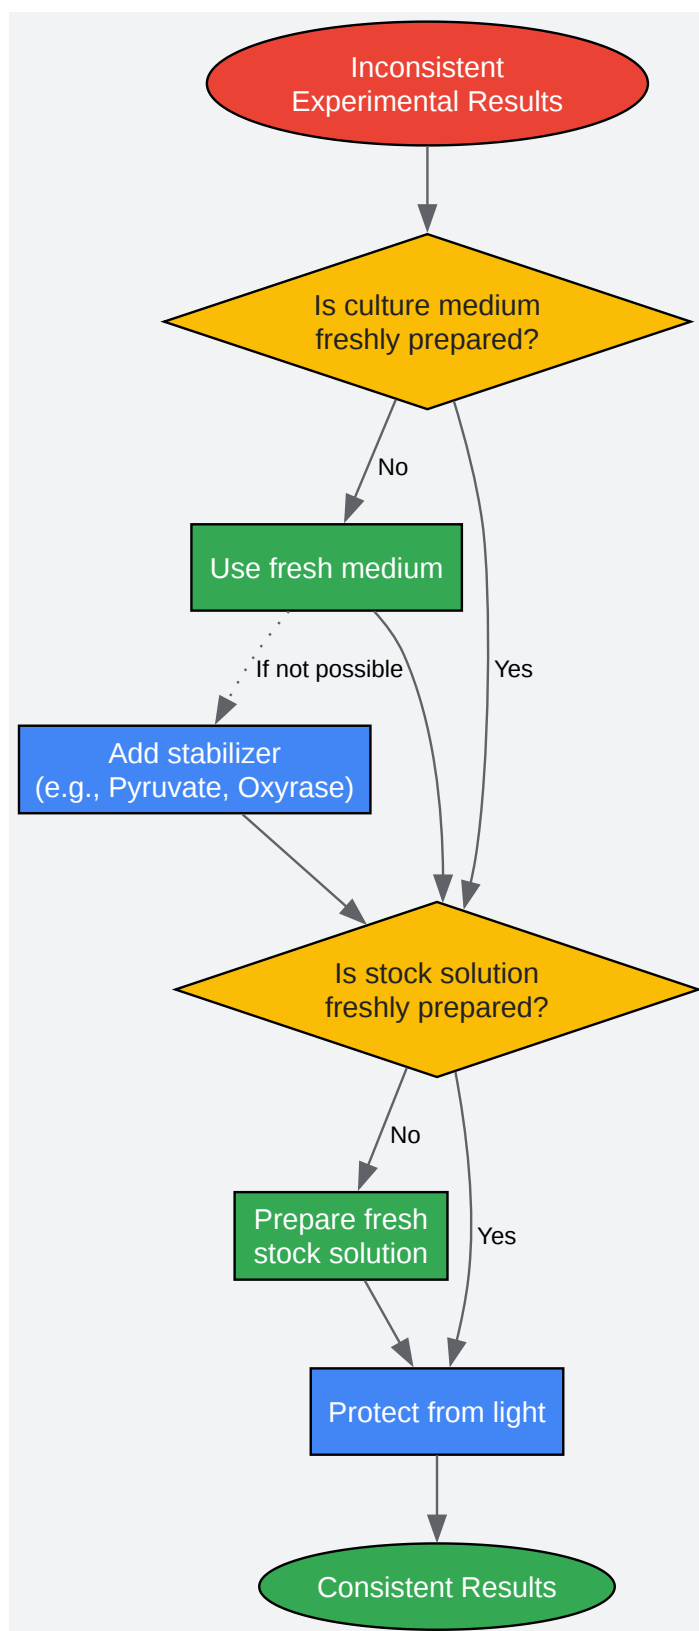 Inconsistent
Experimental Results
Is culture medium
freshly prepared?
No
Use fresh medium
If not possible
Yes
Add stabilizer
(e.g., Pyruvate, Oxyrase)
Is stock solution
freshly prepared?
No
Prepare fresh
stock solution
Yes
Protect from light
Consistent Results